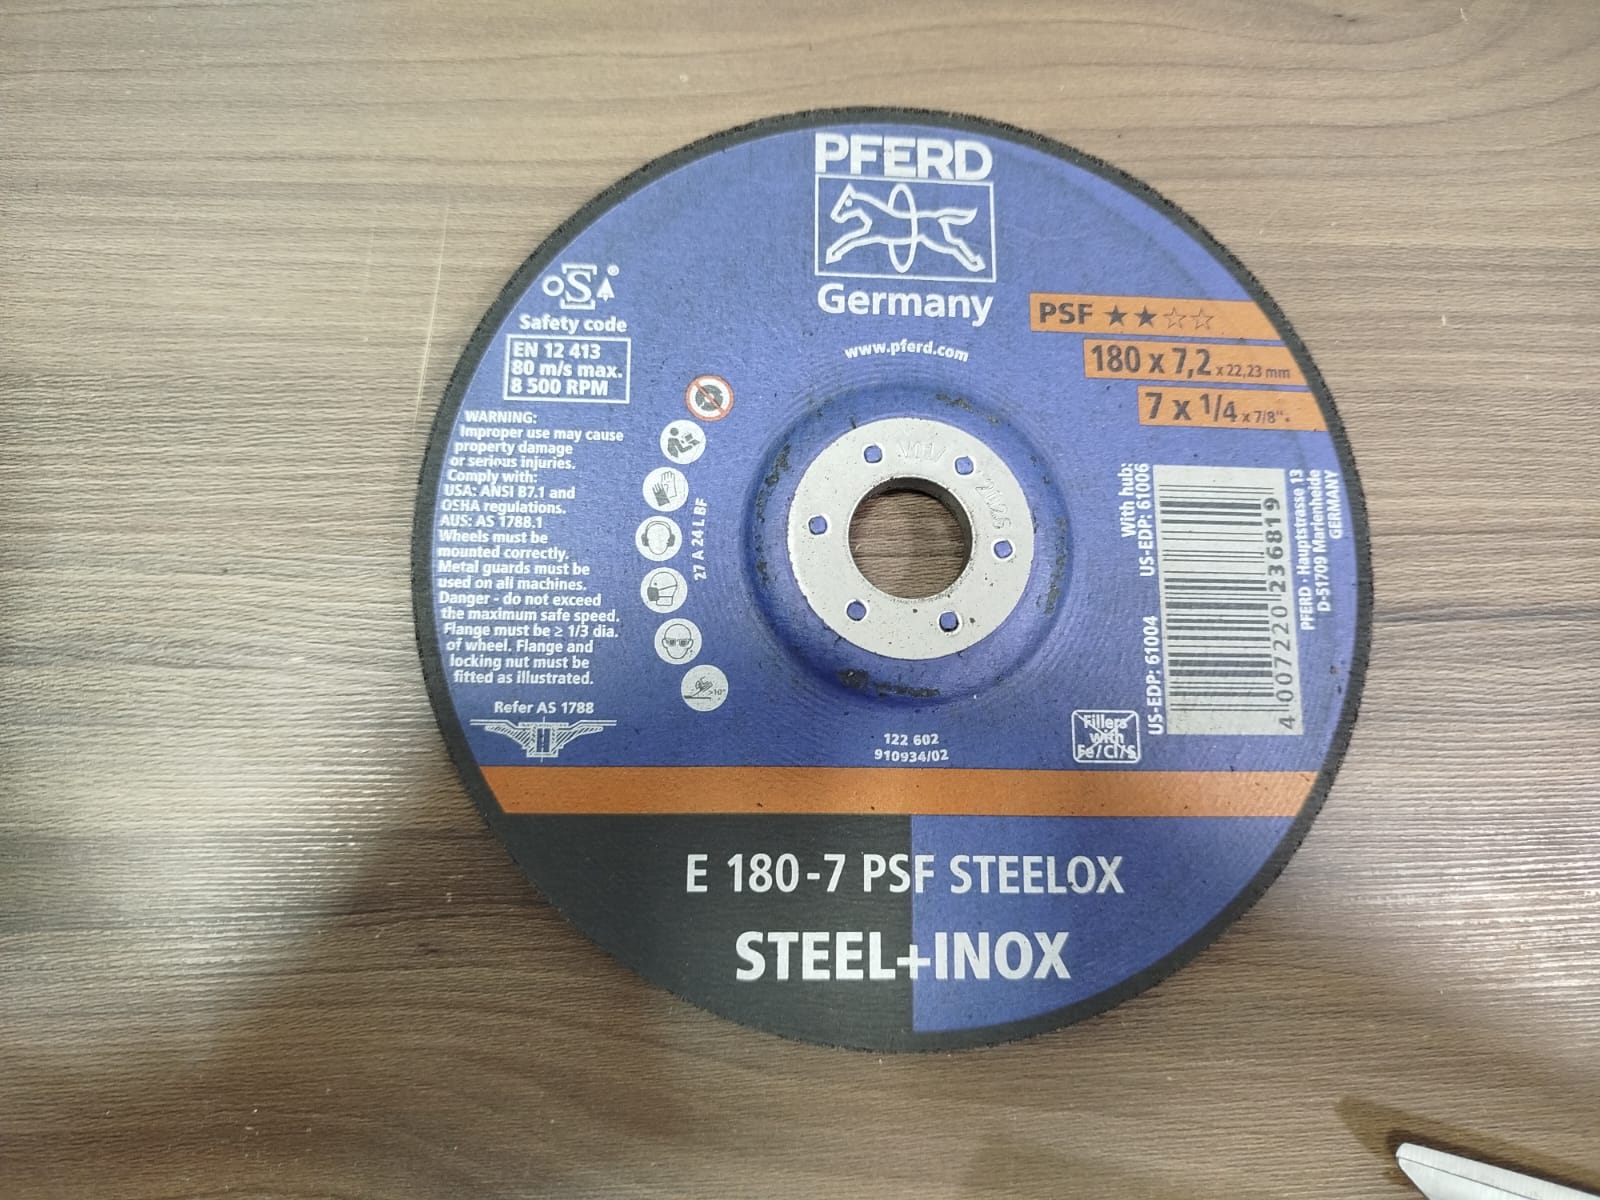 PFERD
Germany
www.pferd.com
oSa®
Safety code
EN 12 413
80 m/s max.
8 500 RPM
WARNING:
Improper use may cause
property damage
or serious injuries.
Comply with:
USA: ANSI B7.1 and
OSHA regulations.
AUS: AS 1788.1
Wheels must be
mounted correctly.
Metal guards must be
used on all machines.
Danger - do not exceed
the maximum safe speed.
Flange must be ≥ 1/3 dia.
of wheel. Flange and
locking nut must be
fitted as illustrated.
Refer AS 1788
27 A 24 L BF
>10°
PSF ★★☆☆
180 x 7,2 x 22,23 mm
7 x 1/4 x 7/8"
With hub:
US-EDP: 61004 US-EDP: 61006
4 007220 236819
PFERD · Hauptstrasse 13
D-51709 Marienheide
GERMANY
122 602
910934/02
Fillers
with
Fe/Cl/S
E 180-7 PSF STEELOX
STEEL+INOX